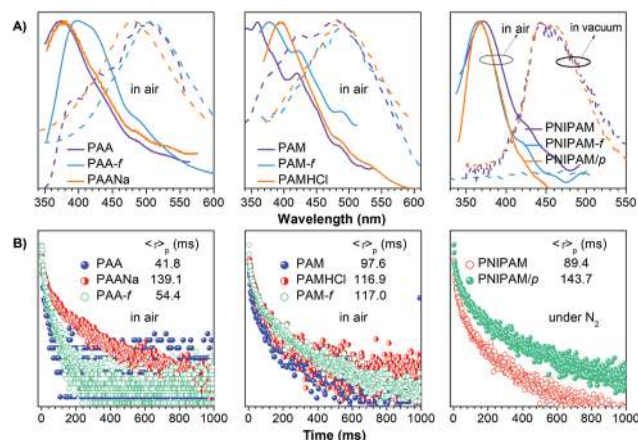 A)
in air
PAA
PAA-f
PAANa
350 400 450 500 550 600
in air
PAM
PAM-f
PAMHCl
350 400 450 500 550 600
in air
in vacuum
PNIPAM
PNIPAM-f
PNIPAM/p
350 400 450 500 550
Wavelength (nm)
B)
<τ>p (ms)
PAA 41.8
PAANa 139.1
PAA-f 54.4
in air
0 200 400 600 800 1000
<τ>p (ms)
PAM 97.6
PAMHCl 116.9
PAM-f 117.0
in air
0 200 400 600 800 1000
<τ>p (ms)
PNIPAM 89.4
PNIPAM/p 143.7
under N2
0 200 400 600 800 1000
Time (ms)